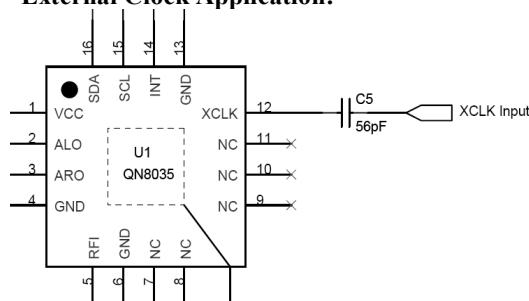 External Clock Application:
16 15 14 13
SDA SCL INT GND
1 VCC XCLK 12 C5 XCLK Input
56pF
2 ALO NC 11
U1
3 ARO QN8035 NC 10
4 GND NC 9
RFI GND NC NC
5 6 7 8